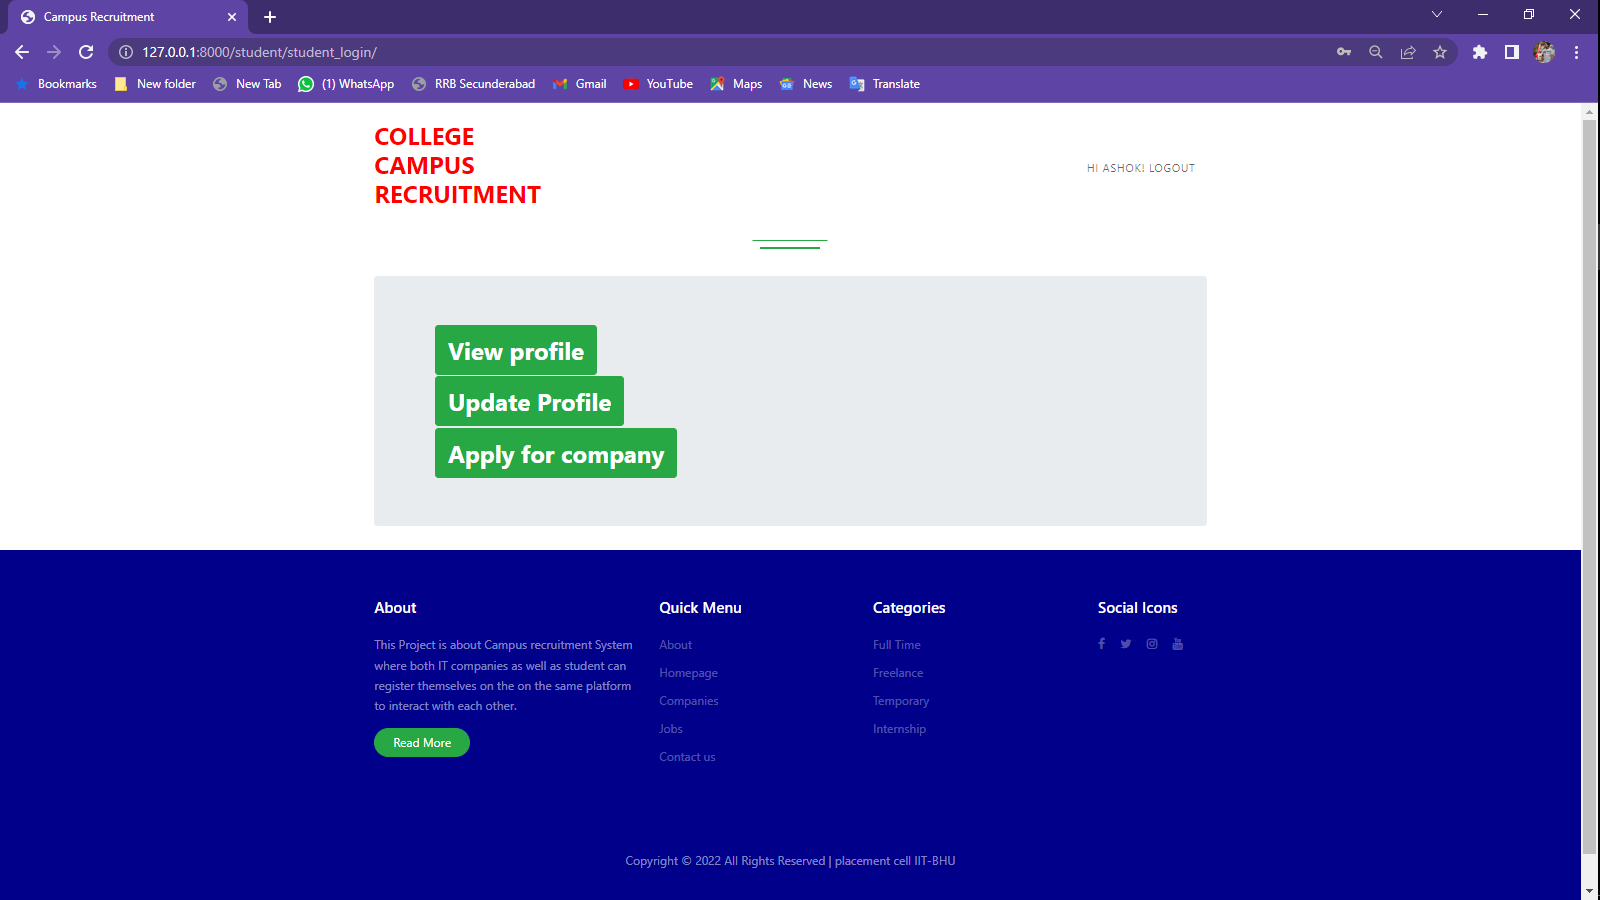 Campus Recruitment
127.0.0.1:8000/student/student_login/
Bookmarks New folder New Tab (1) WhatsApp RRB Secunderabad Gmail YouTube Maps News Translate
COLLEGE
CAMPUS
RECRUITMENT
HI ASHOK! LOGOUT
View profile
Update Profile
Apply for company
About
This Project is about Campus recruitment System
where both IT companies as well as student can
register themselves on the on the same platform
to interact with each other.
Read More
Quick Menu
About
Homepage
Companies
Jobs
Contact us
Categories
Full Time
Freelance
Temporary
Internship
Social Icons
Copyright © 2022 All Rights Reserved | placement cell IIT-BHU